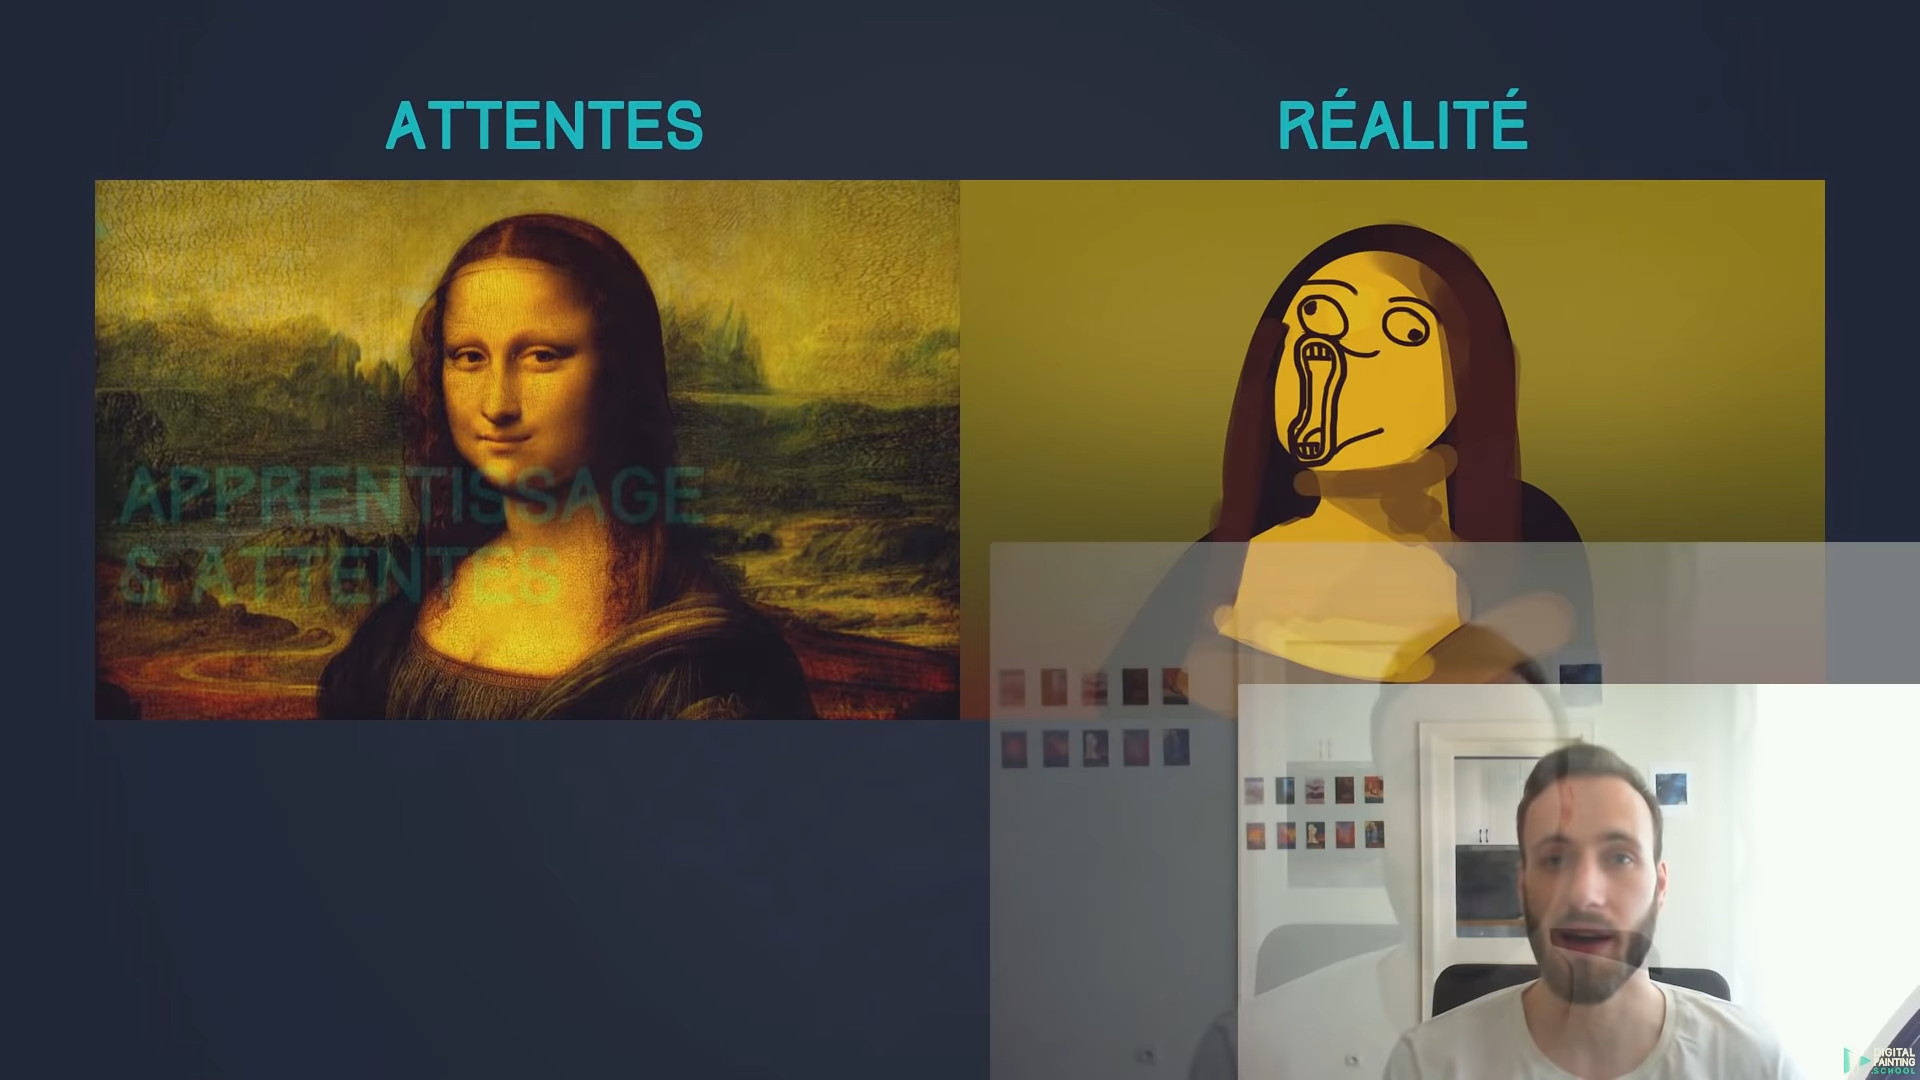 ATTENTES
RÉALITÉ
APPRENTISSAGE
& ATTENTES
DIGITAL
PAINTING
.SCHOOL